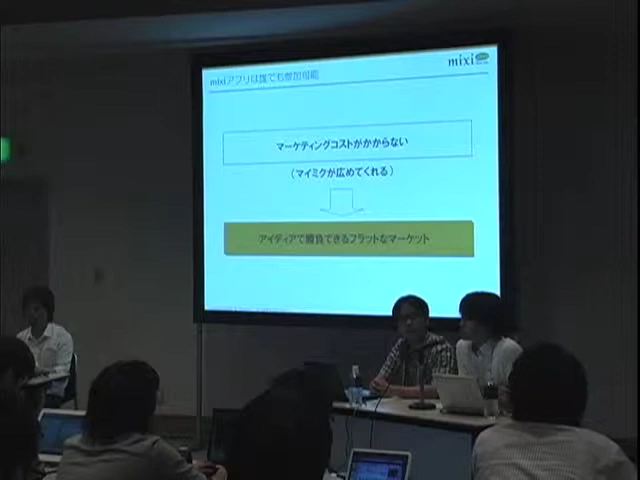 mixiアプリは誰でも参加可能
mixi
マーケティングコストがかからない
(マイミクが広めてくれる)
アイディアで勝負できるフラットなマーケット